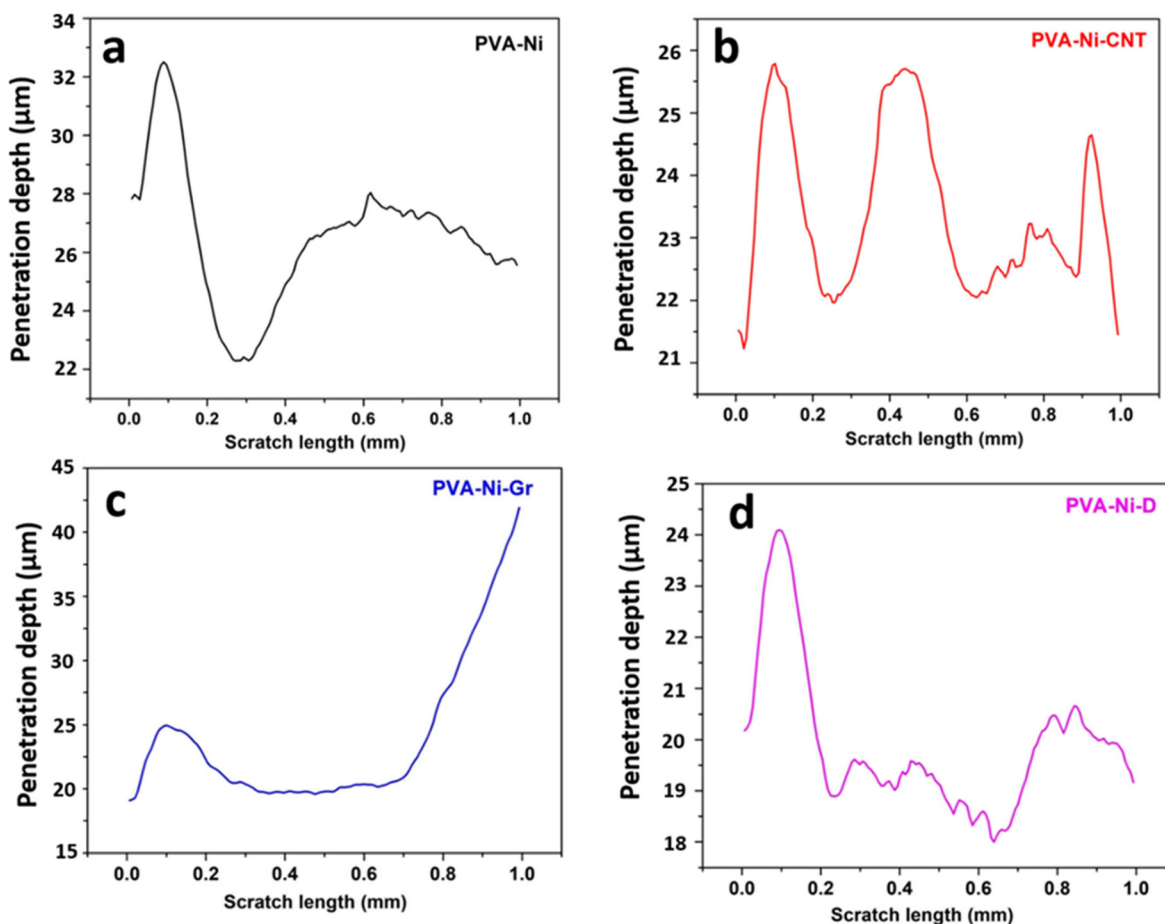 a
PVA-Ni
Penetration depth (µm)
34
32
30
28
26
24
22
0.0 0.2 0.4 0.6 0.8 1.0
Scratch length (mm)
b
PVA-Ni-CNT
Penetration depth (µm)
26
25
24
23
22
21
0.0 0.2 0.4 0.6 0.8 1.0
Scratch length (mm)
c
PVA-Ni-Gr
Penetration depth (µm)
45
40
35
30
25
20
15
0.0 0.2 0.4 0.6 0.8 1.0
Scratch length (mm)
d
PVA-Ni-D
Penetration depth (µm)
25
24
22
21
20
19
18
0.0 0.2 0.4 0.6 0.8 1.0
Scratch length (mm)